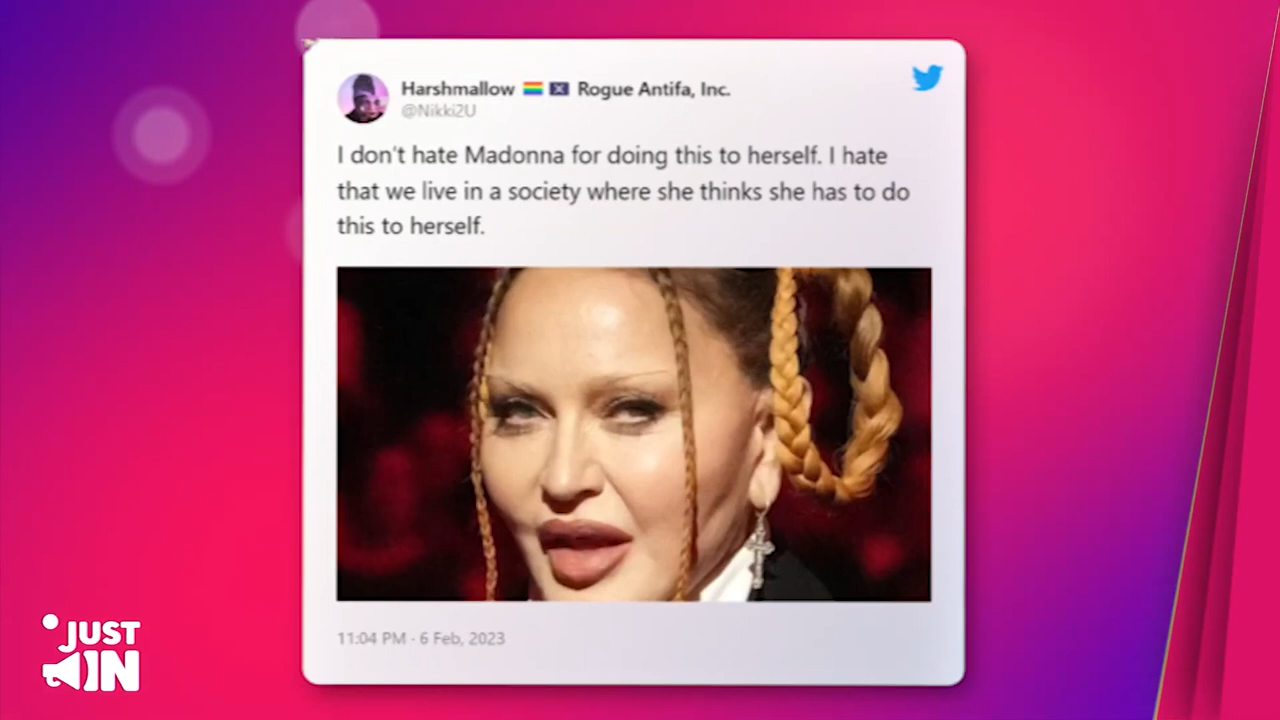 Harshmallow Rogue Antifa, Inc.
@Nikki2U
I don't hate Madonna for doing this to herself. I hate
that we live in a society where she thinks she has to do
this to herself.
11:04 PM · 6 Feb, 2023
JUST
IN